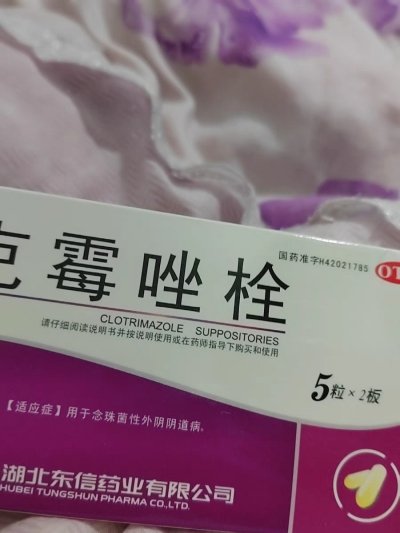 国药准字H42021785
克霉唑栓
CLOTRIMAZOLE SUPPOSITORIES
请仔细阅读说明书并按说明使用或在药师指导下购买和使用
5粒×2板
【适应症】用于念珠菌性外阴阴道病。
湖北东信药业有限公司
HUBEI TUNGSHUN PHARMA CO.,LTD.